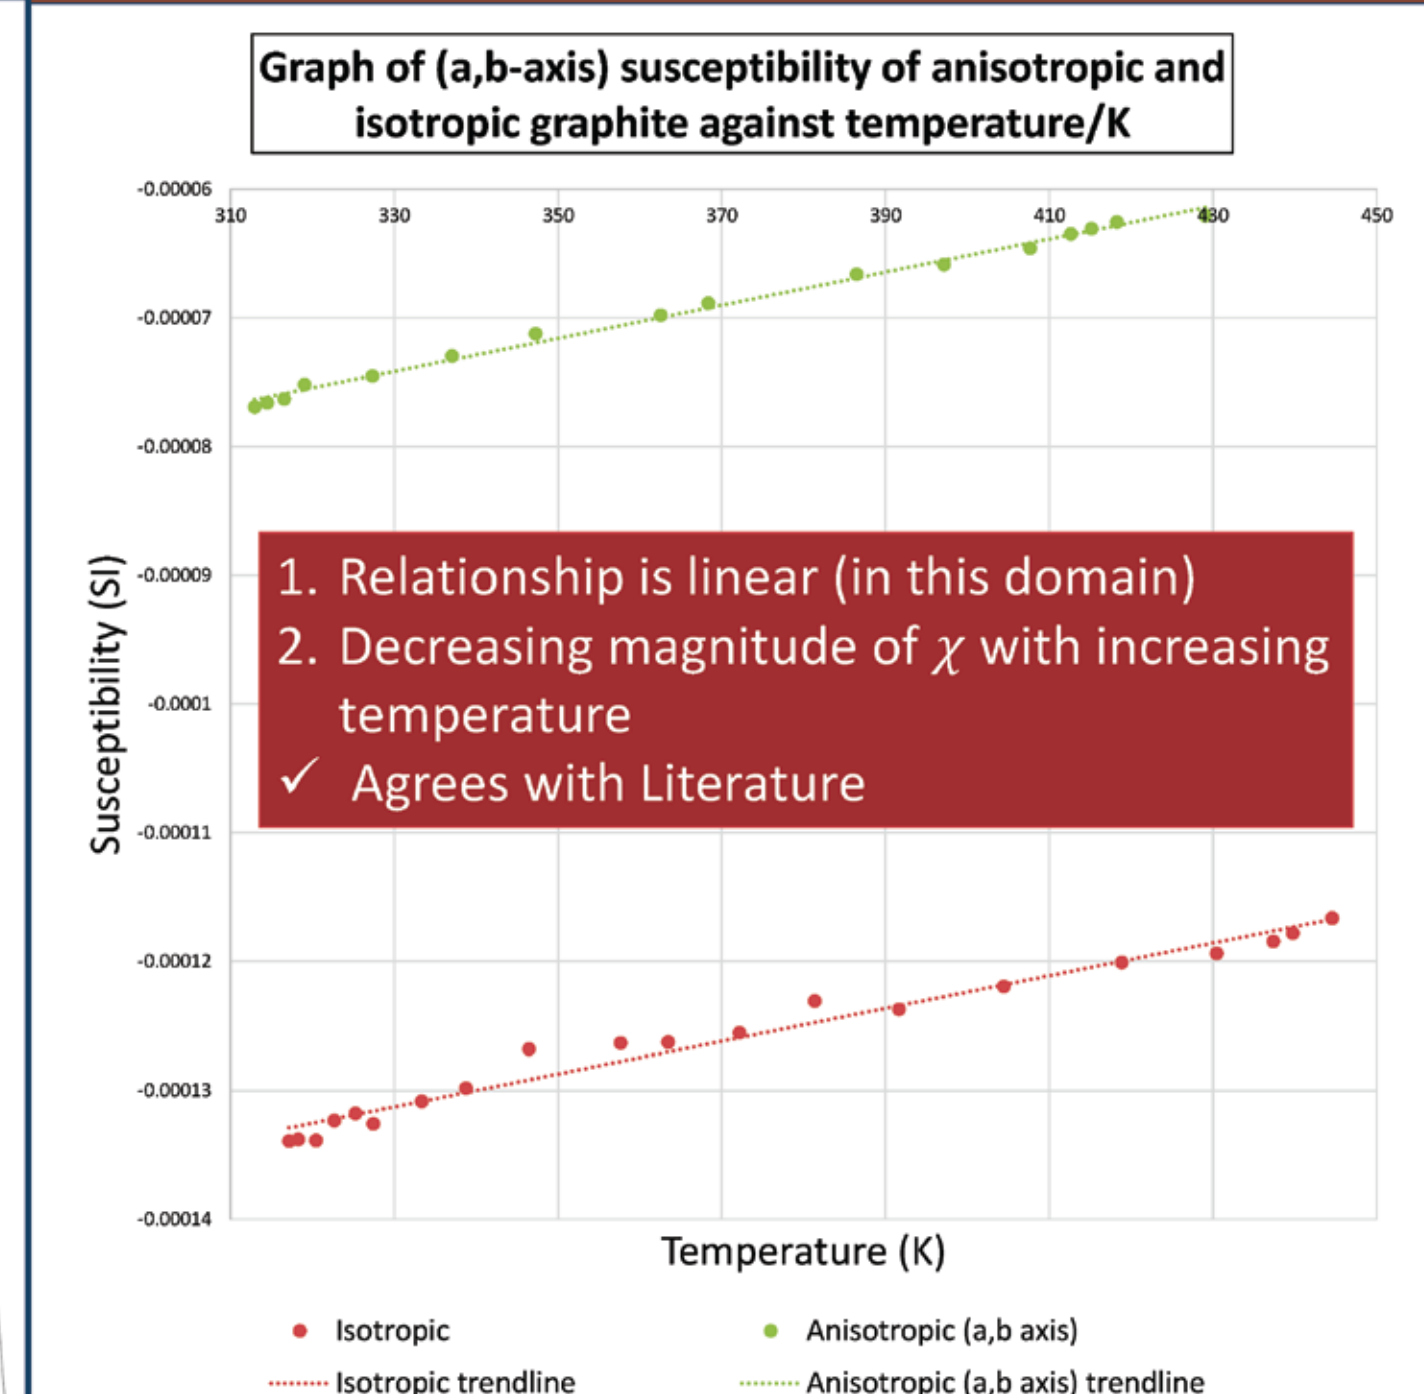 Graph of (a,b-axis) susceptibility of anisotropic and
isotropic graphite against temperature/K
-0.00006
310 330 350 370 390 410 430 450
-0.00007
-0.00008
-0.00009
-0.0001
-0.00011
-0.00012
-0.00013
-0.00014
Susceptibility (SI)
1. Relationship is linear (in this domain)
2. Decreasing magnitude of χ with increasing
temperature
✓ Agrees with Literature
Temperature (K)
Isotropic
Anisotropic (a,b axis)
Isotropic trendline
Anisotropic (a,b axis) trendline